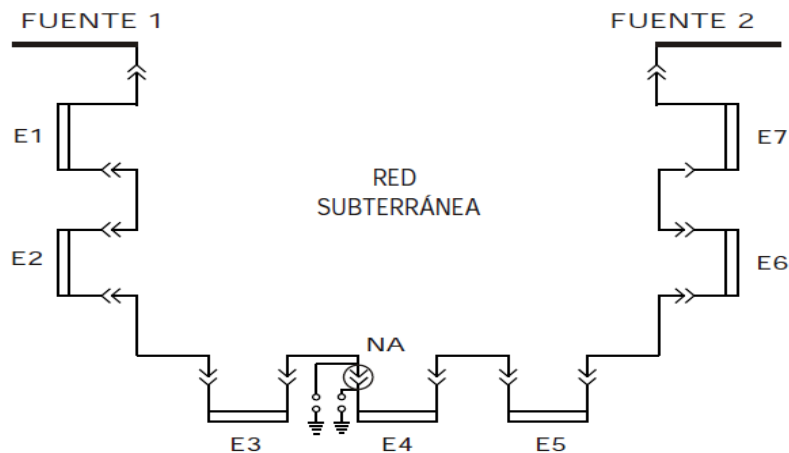 FUENTE 1
FUENTE 2
E1
E7
RED
SUBTERRÁNEA
E2
E6
NA
E3
E4
E5